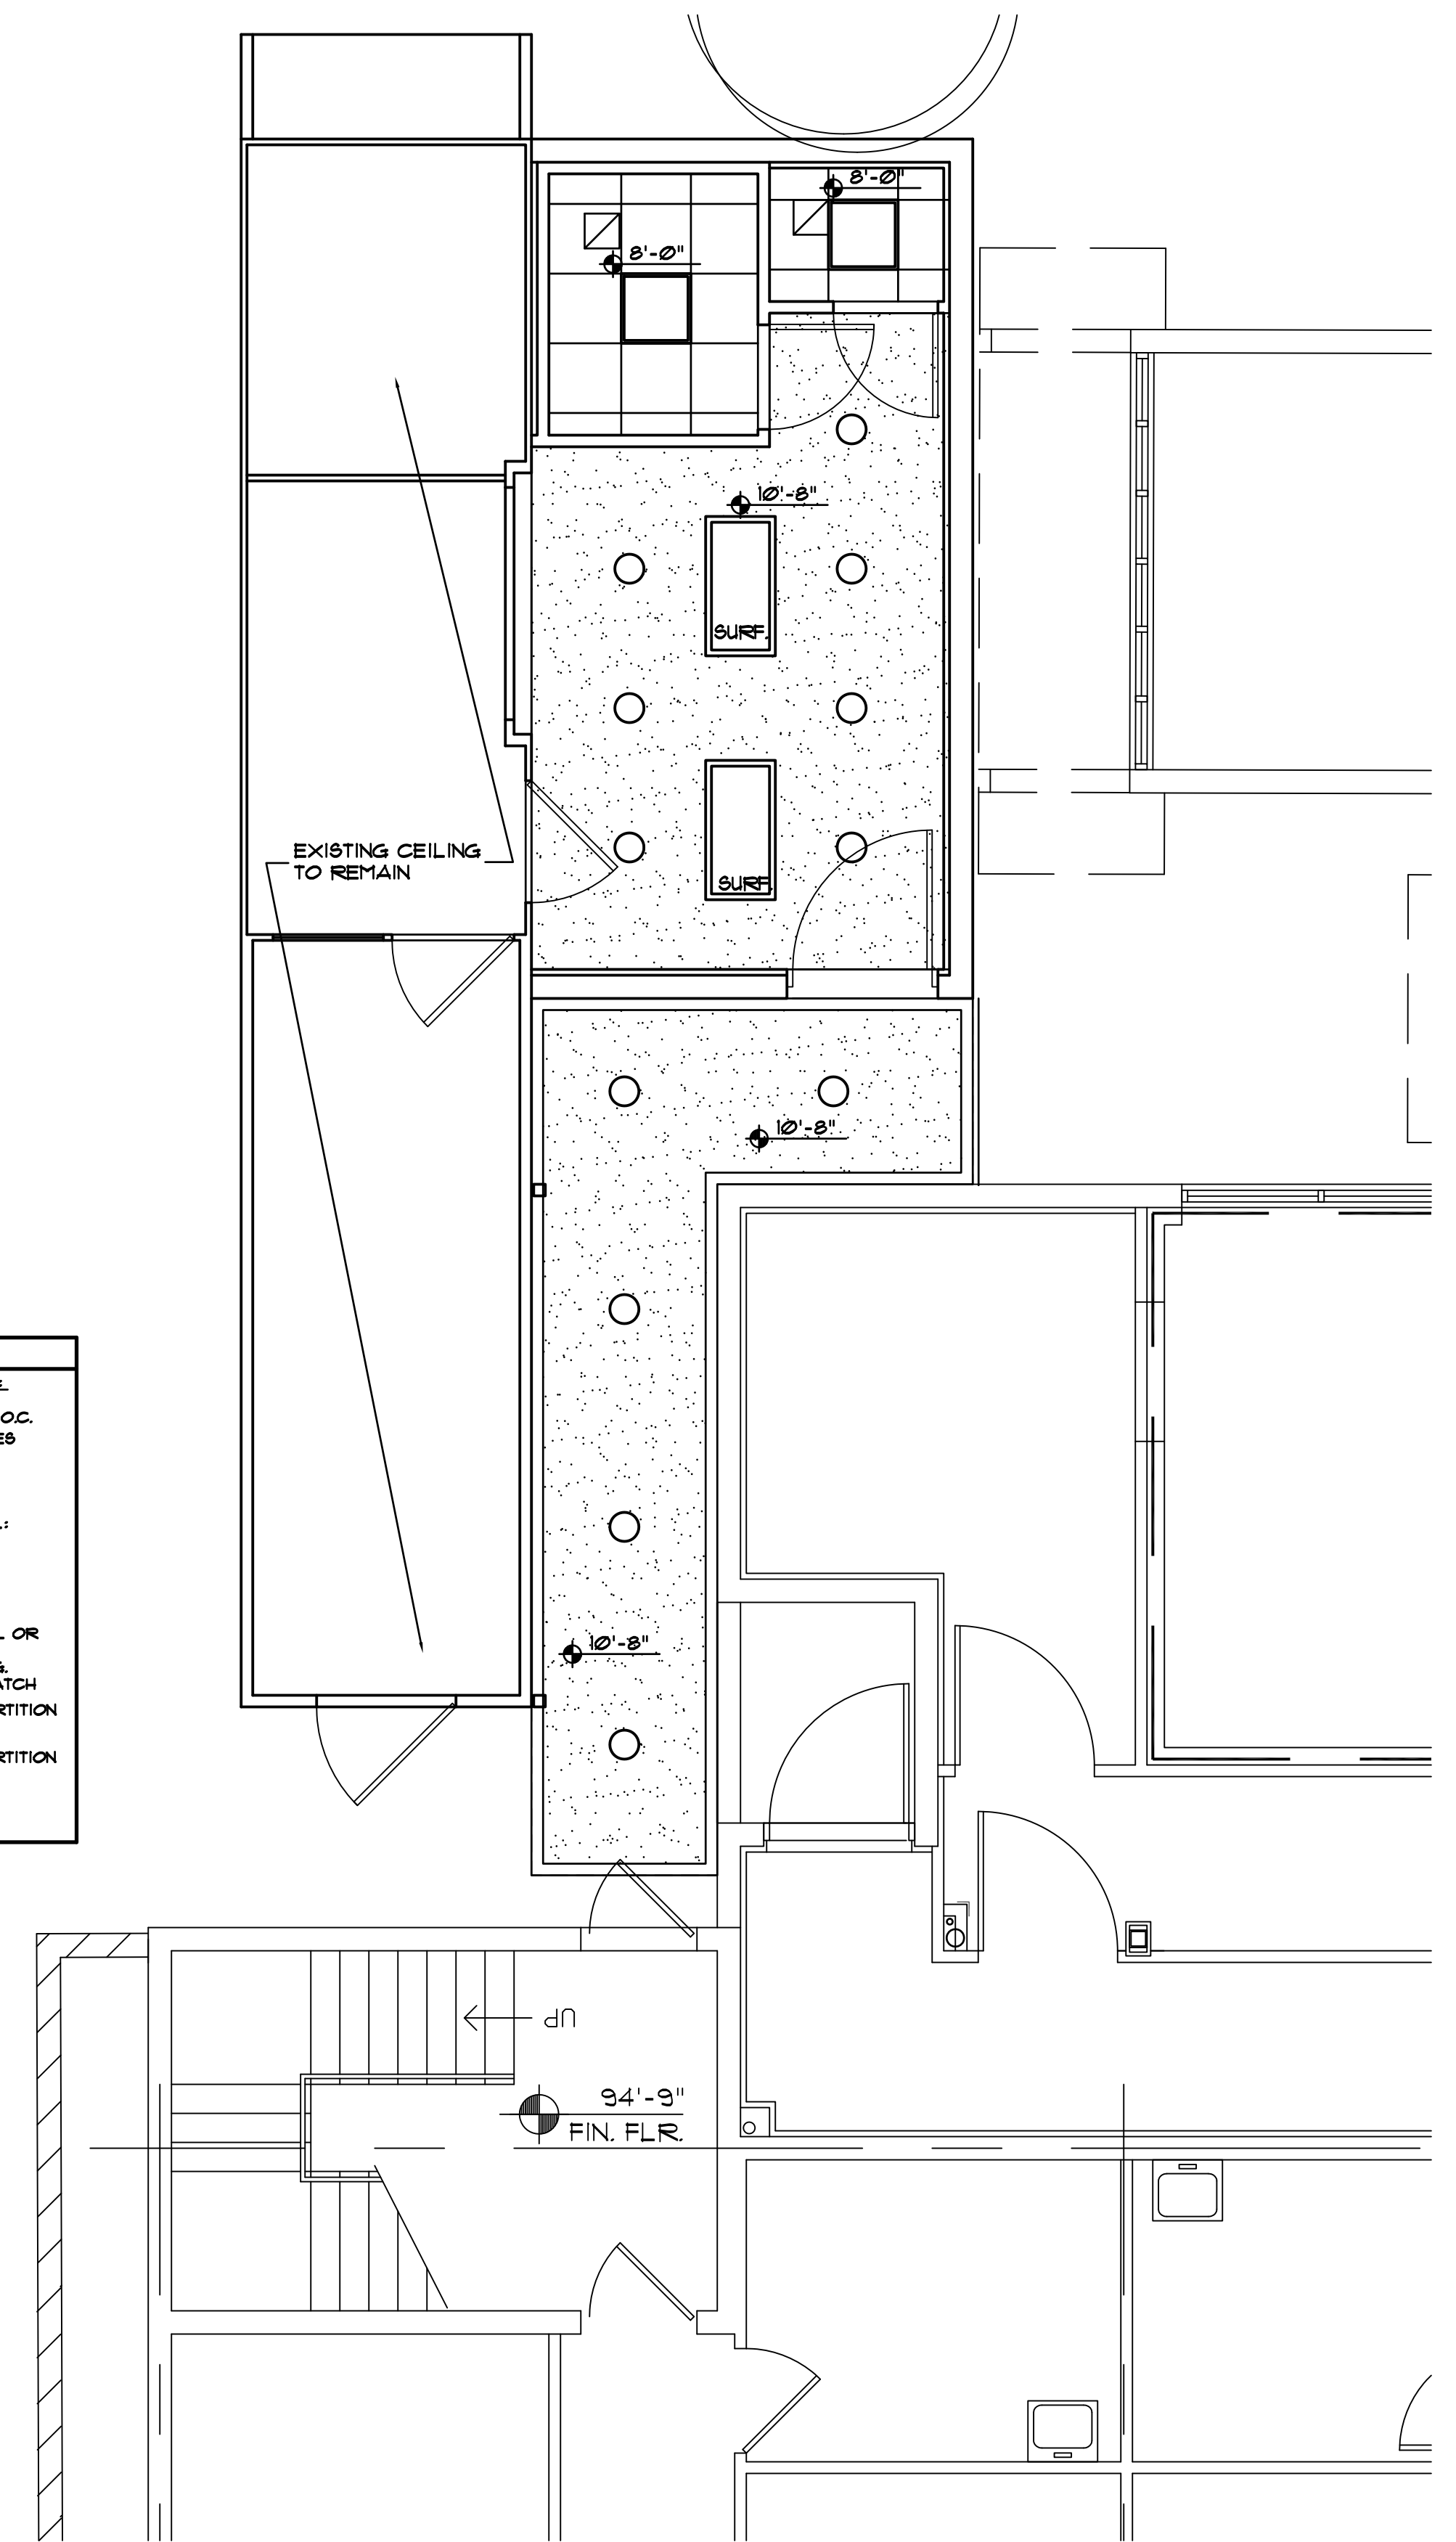 8'-0"
8'-0"
10'-8"
SURF.
EXISTING CEILING
TO REMAIN
SURF.
10'-8"
O.C.
OR
10'-8"
UP
94'-9"
FIN. FLR.